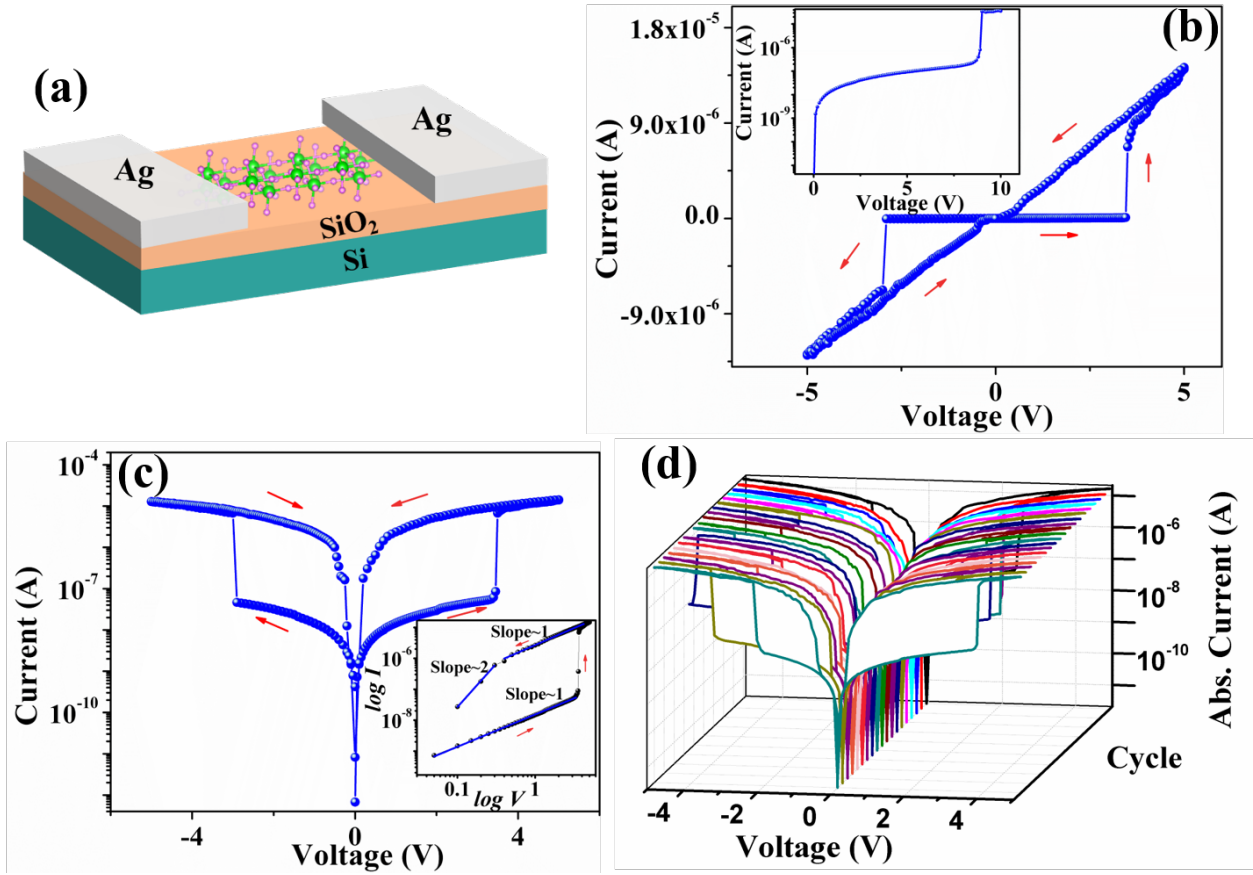 (a)
Ag
Ag
SiO₂
Si
(b)
Current (A)
1.8x10⁻⁵
9.0x10⁻⁶
0.0
-9.0x10⁻⁶
-5
0
5
Voltage (V)
Current (A)
10⁻⁶
10⁻⁹
0
5
10
Voltage (V)
(c)
Current (A)
10⁻⁴
10⁻⁷
10⁻¹⁰
-4
0
4
Voltage (V)
log I
10⁻⁶
10⁻⁸
Slope~1
Slope~2
Slope~1
0.1
1
log V
(d)
Abs. Current (A)
10⁻⁶
10⁻⁸
10⁻¹⁰
Cycle
-4
-2
0
2
4
Voltage (V)